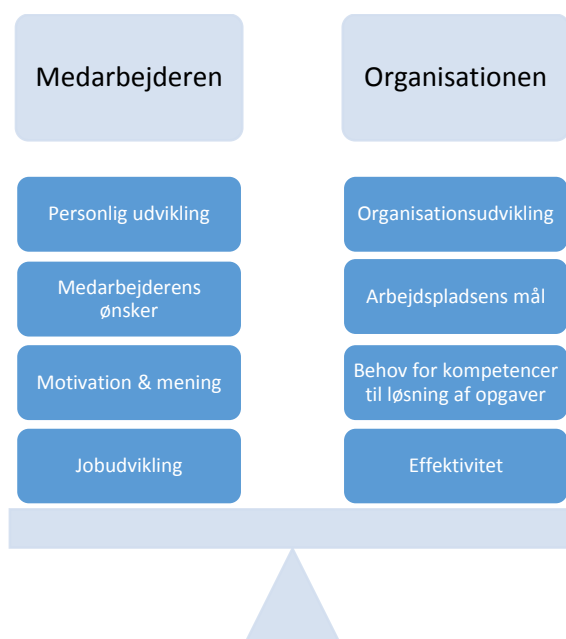 Medarbejderen
Organisationen
Personlig udvikling
Organisationsudvikling
Medarbejderens
ønsker
Arbejdspladsens mål
Motivation & mening
Behov for kompetencer
til løsning af opgaver
Jobudvikling
Effektivitet